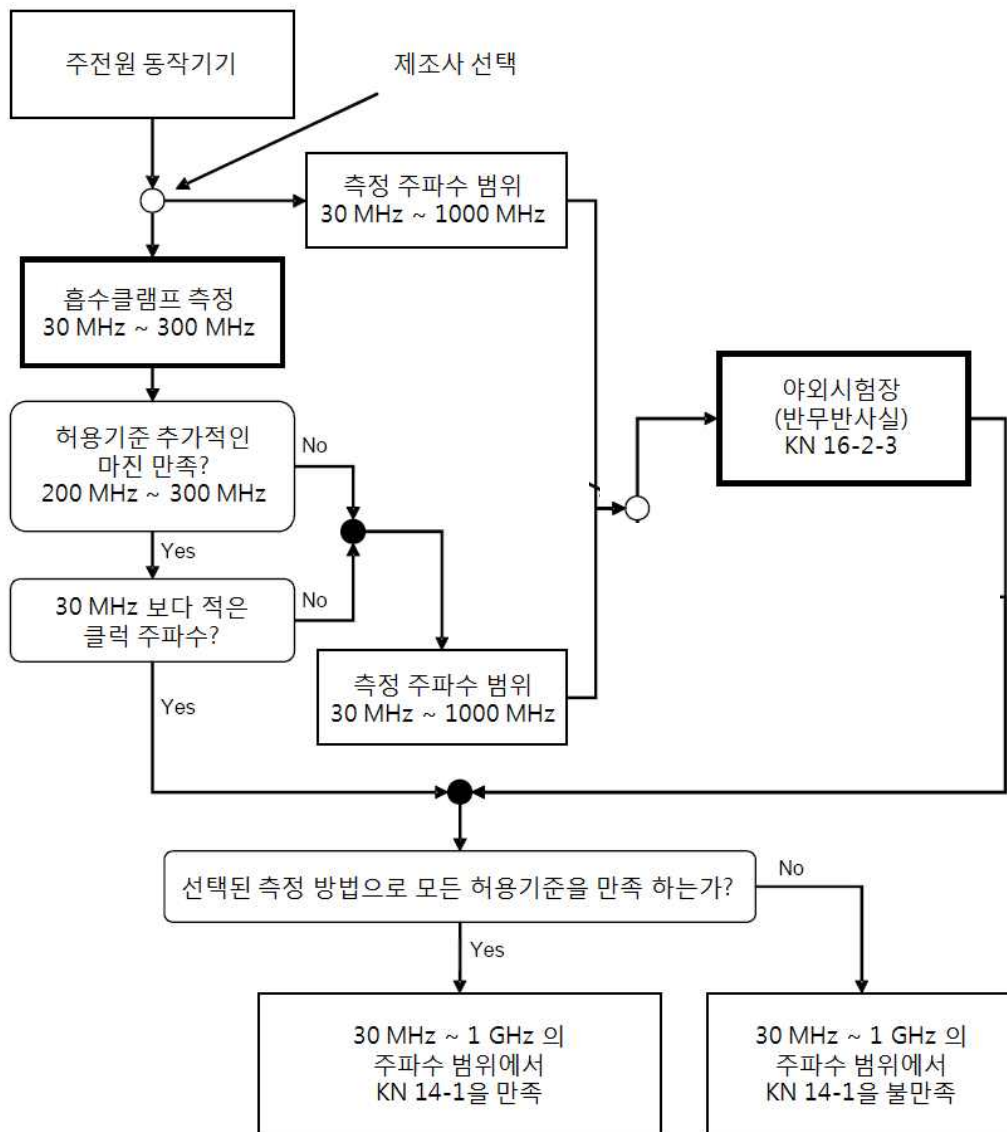 주전원 동작기기
제조사 선택
측정 주파수 범위
30 MHz ~ 1000 MHz
흡수클램프 측정
30 MHz ~ 300 MHz
야외시험장
(반무반사실)
KN 16-2-3
허용기준 추가적인
마진 만족?
200 MHz ~ 300 MHz
No
Yes
30 MHz 보다 적은
클럭 주파수?
No
Yes
측정 주파수 범위
30 MHz ~ 1000 MHz
선택된 측정 방법으로 모든 허용기준을 만족 하는가?
No
Yes
30 MHz ~ 1 GHz 의
주파수 범위에서
KN 14-1을 만족
30 MHz ~ 1 GHz 의
주파수 범위에서
KN 14-1을 불만족